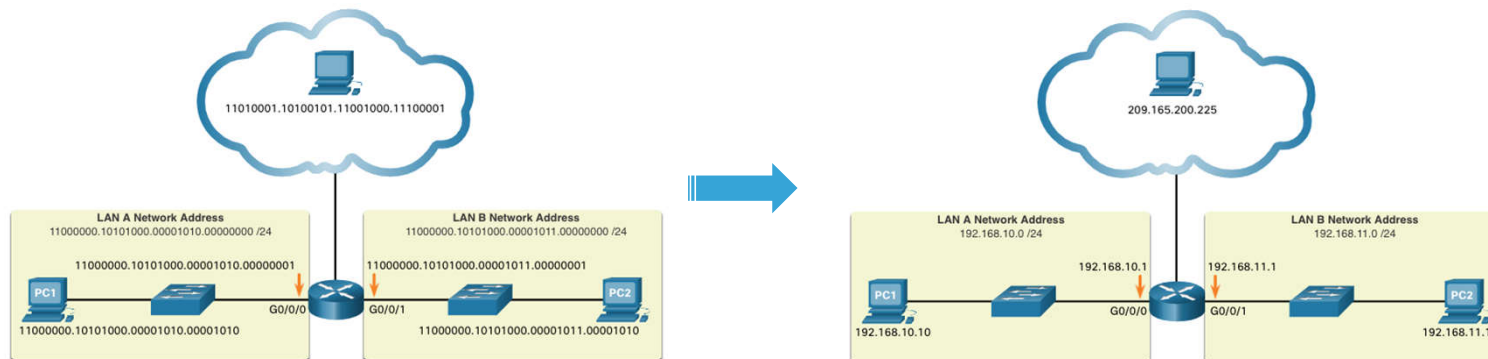 11010001.10100101.11001000.11100001
LAN A Network Address
11000000.10101000.00001010.00000000 /24
LAN B Network Address
11000000.10101000.00001011.00000000 /24
11000000.10101000.00001010.00000001
11000000.10101000.00001011.00000001
PC1
G0/0/0
G0/0/1
PC2
11000000.10101000.00001010.00001010
11000000.10101000.00001011.00001010
209.165.200.225
LAN A Network Address
192.168.10.0 /24
LAN B Network Address
192.168.11.0 /24
192.168.10.1
192.168.11.1
PC1
G0/0/0
G0/0/1
PC2
192.168.10.10
192.168.11.1